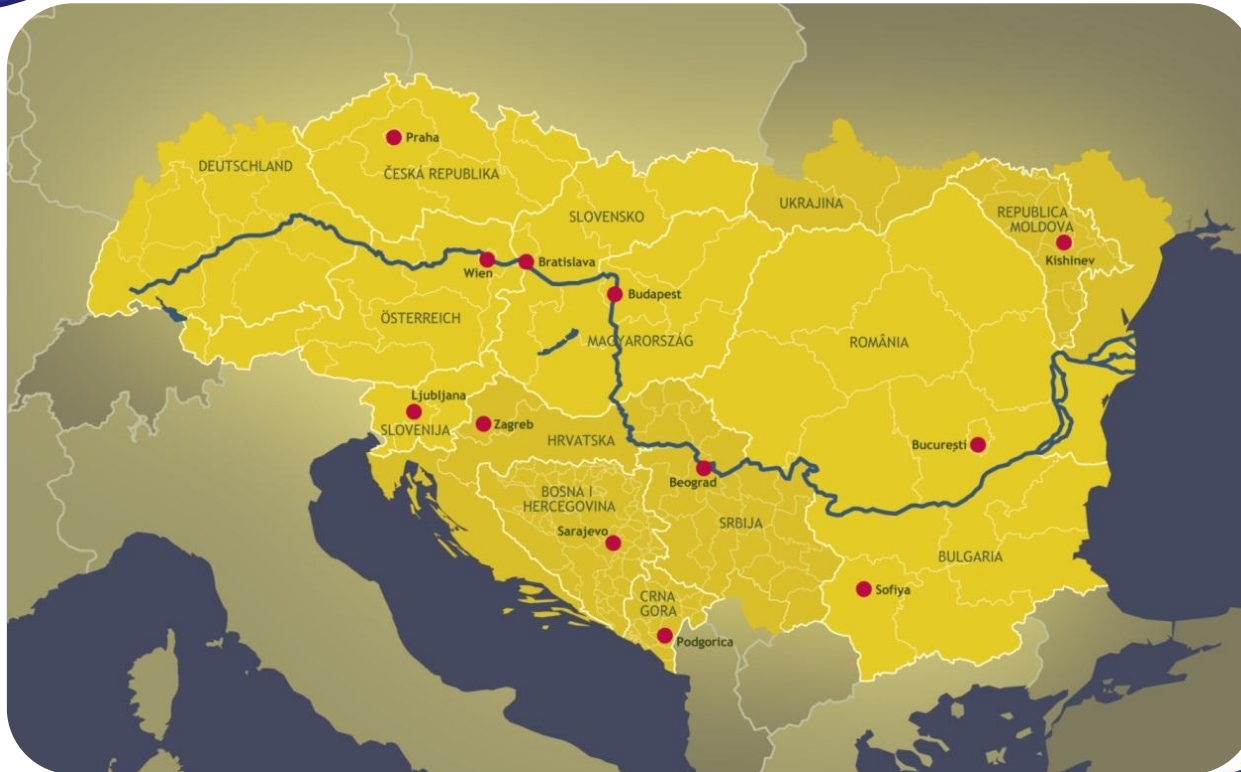 Praha
DEUTSCHLAND
ČESKÁ REPUBLIKA
SLOVENSKO
UKRAJINA
REPUBLICA
MOLDOVA
Kishinev
Wien
Bratislava
Budapest
ÖSTERREICH
MAGYARORSZÁG
ROMÂNIA
Ljubljana
SLOVENIJA
Zagreb
HRVATSKA
Bucureşti
Beograd
BOSNA I
HERCEGOVINA
Sarajevo
SRBIJA
BULGARIA
Sofiya
CRNA
GORA
Podgorica